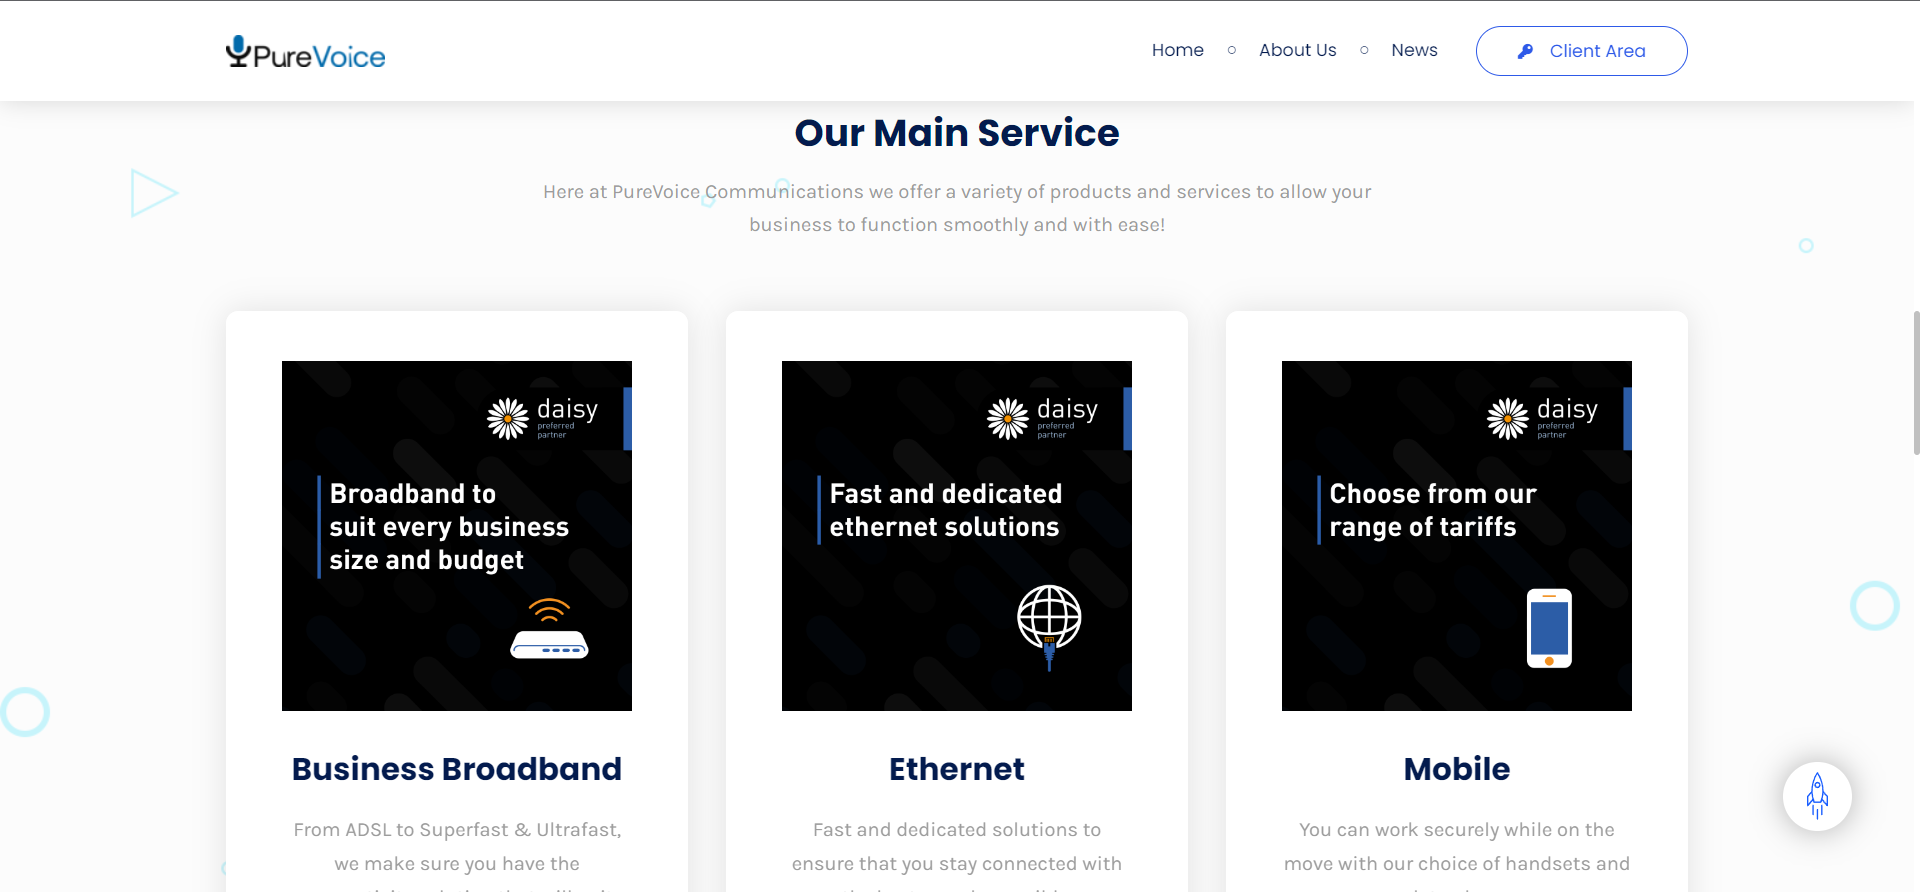 PureVoice
Home
About Us
News
Client Area
Our Main Service
Here at PureVoice Communications we offer a variety of products and services to allow your
business to function smoothly and with ease!
daisy
preferred
partner
Broadband to
suit every business
size and budget
daisy
preferred
partner
Fast and dedicated
ethernet solutions
daisy
preferred
partner
Choose from our
range of tariffs
Business Broadband
From ADSL to Superfast & Ultrafast,
we make sure you have the
Ethernet
Fast and dedicated solutions to
ensure that you stay connected with
Mobile
You can work securely while on the
move with our choice of handsets and